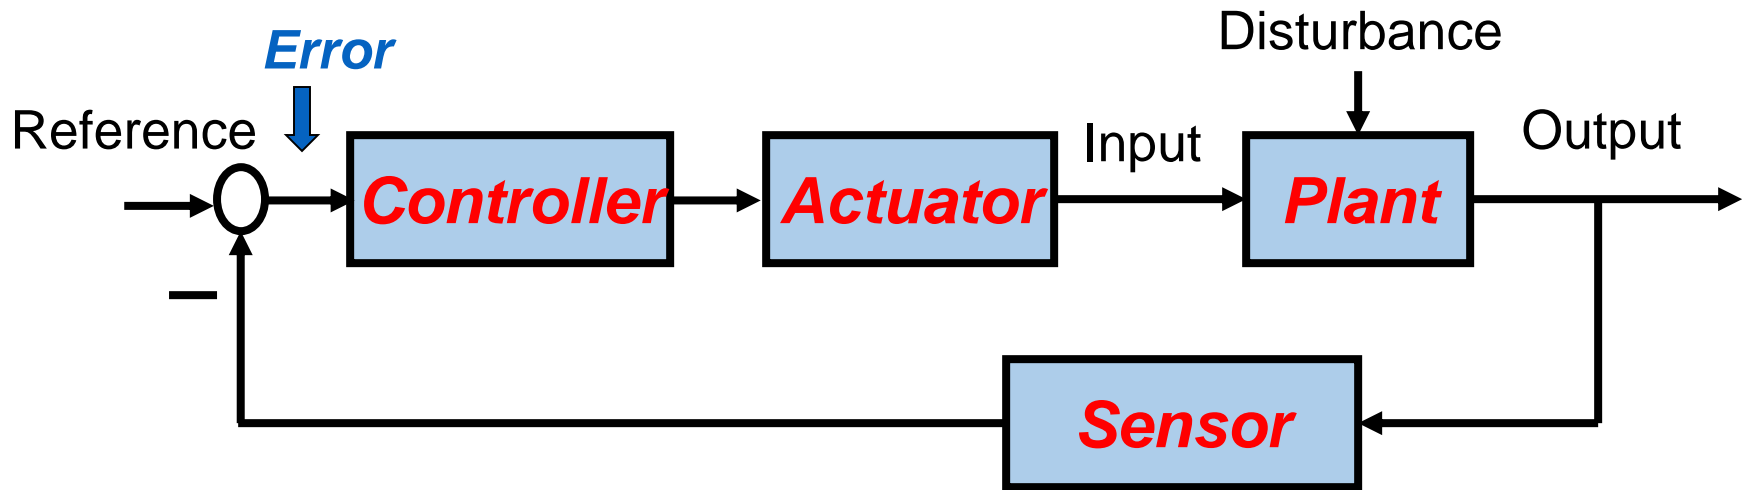 Disturbance
Error
Reference
Input
Output
Controller
Actuator
Plant
–
Sensor